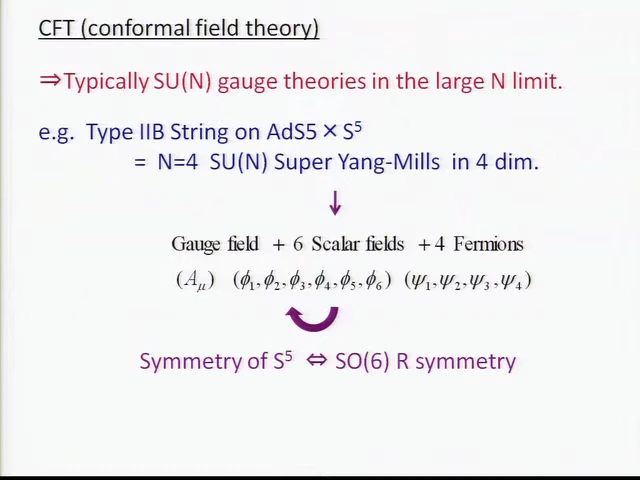 CFT (conformal field theory)
⇒Typically SU(N) gauge theories in the large N limit.
e.g. Type IIB String on AdS5×S⁵
= N=4 SU(N) Super Yang-Mills in 4 dim.
↓
Gauge field + 6 Scalar fields + 4 Fermions
(A_μ) (ϕ₁,ϕ₂,ϕ₃,ϕ₄,ϕ₅,ϕ₆) (ψ₁,ψ₂,ψ₃,ψ₄)
Symmetry of S⁵ ⇔ SO(6) R symmetry